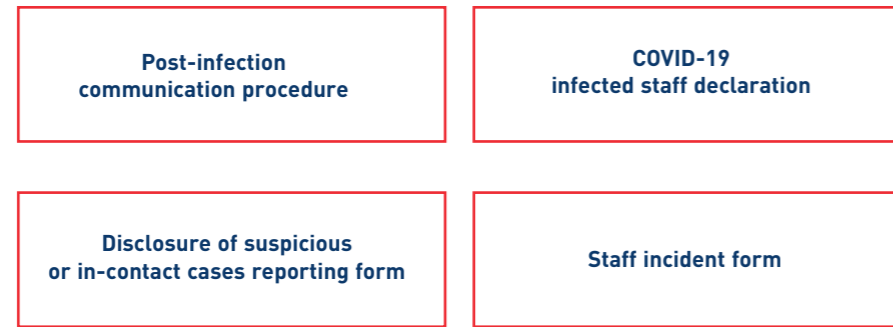 Post-infection
communication procedure
COVID-19
infected staff declaration
Disclosure of suspicious
or in-contact cases reporting form
Staff incident form